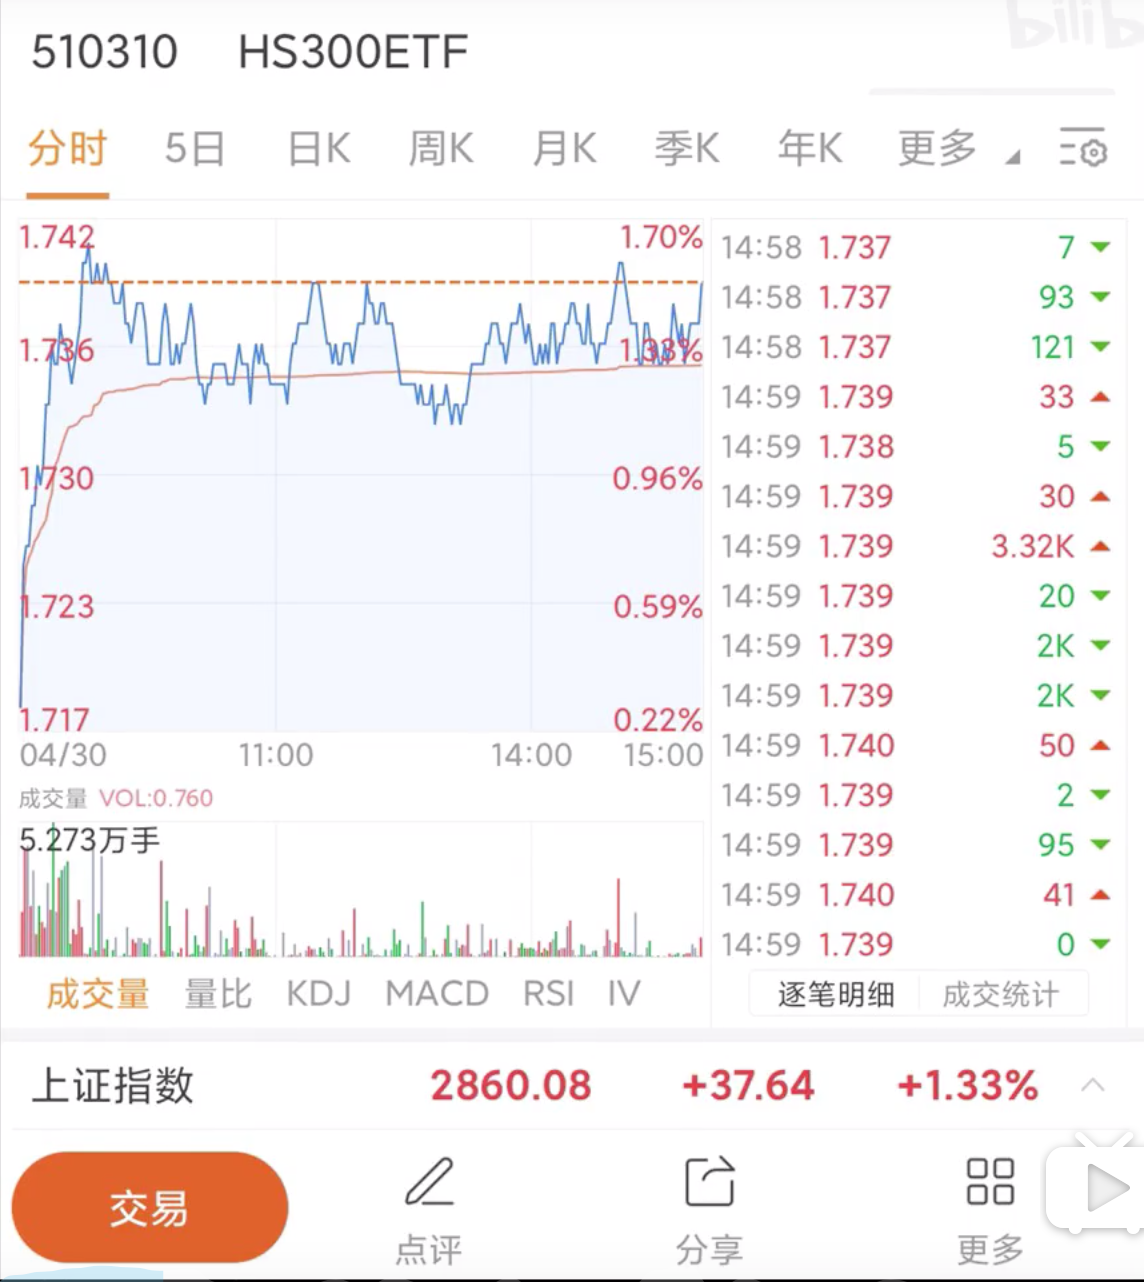 bilib
510310 HS300ETF
分时 5日 日K 周K 月K 季K 年K 更多
1.742 1.70%
1.736 1.33%
1.730 0.96%
1.723 0.59%
1.717 0.22%
04/30 11:00 14:00 15:00
成交量 VOL:0.760
5.273万手
成交量 量比 KDJ MACD RSI IV
14:58 1.737 7
14:58 1.737 93
14:58 1.737 121
14:59 1.739 33
14:59 1.738 5
14:59 1.739 30
14:59 1.739 3.32K
14:59 1.739 20
14:59 1.739 2K
14:59 1.739 2K
14:59 1.740 50
14:59 1.739 2
14:59 1.739 95
14:59 1.740 41
14:59 1.739 0
逐笔明细 成交统计
上证指数 2860.08 +37.64 +1.33%
交易 点评 分享 更多